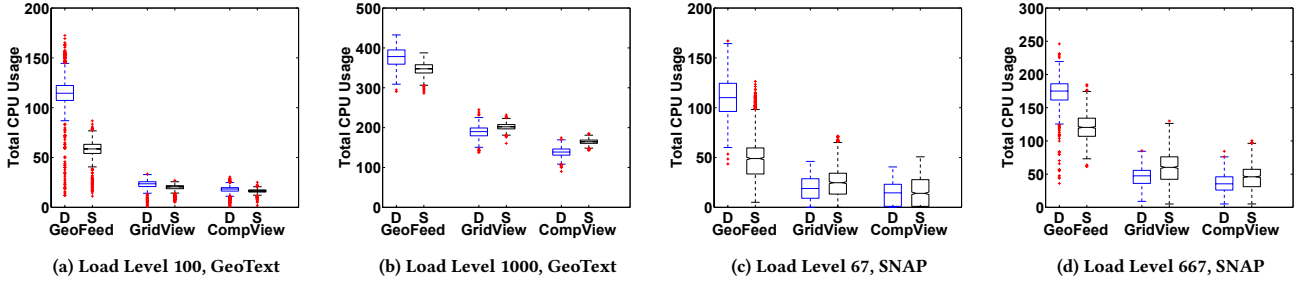 Total CPU Usage
200
150
100
50
0
D S D S D S
GeoFeed GridView CompView
(a) Load Level 100, GeoText
Total CPU Usage
500
400
300
200
100
0
D S D S D S
GeoFeed GridView CompView
(b) Load Level 1000, GeoText
Total CPU Usage
200
150
100
50
0
D S D S D S
GeoFeed GridView CompView
(c) Load Level 67, SNAP
Total CPU Usage
300
250
200
150
100
50
0
D S D S D S
GeoFeed GridView CompView
(d) Load Level 667, SNAP